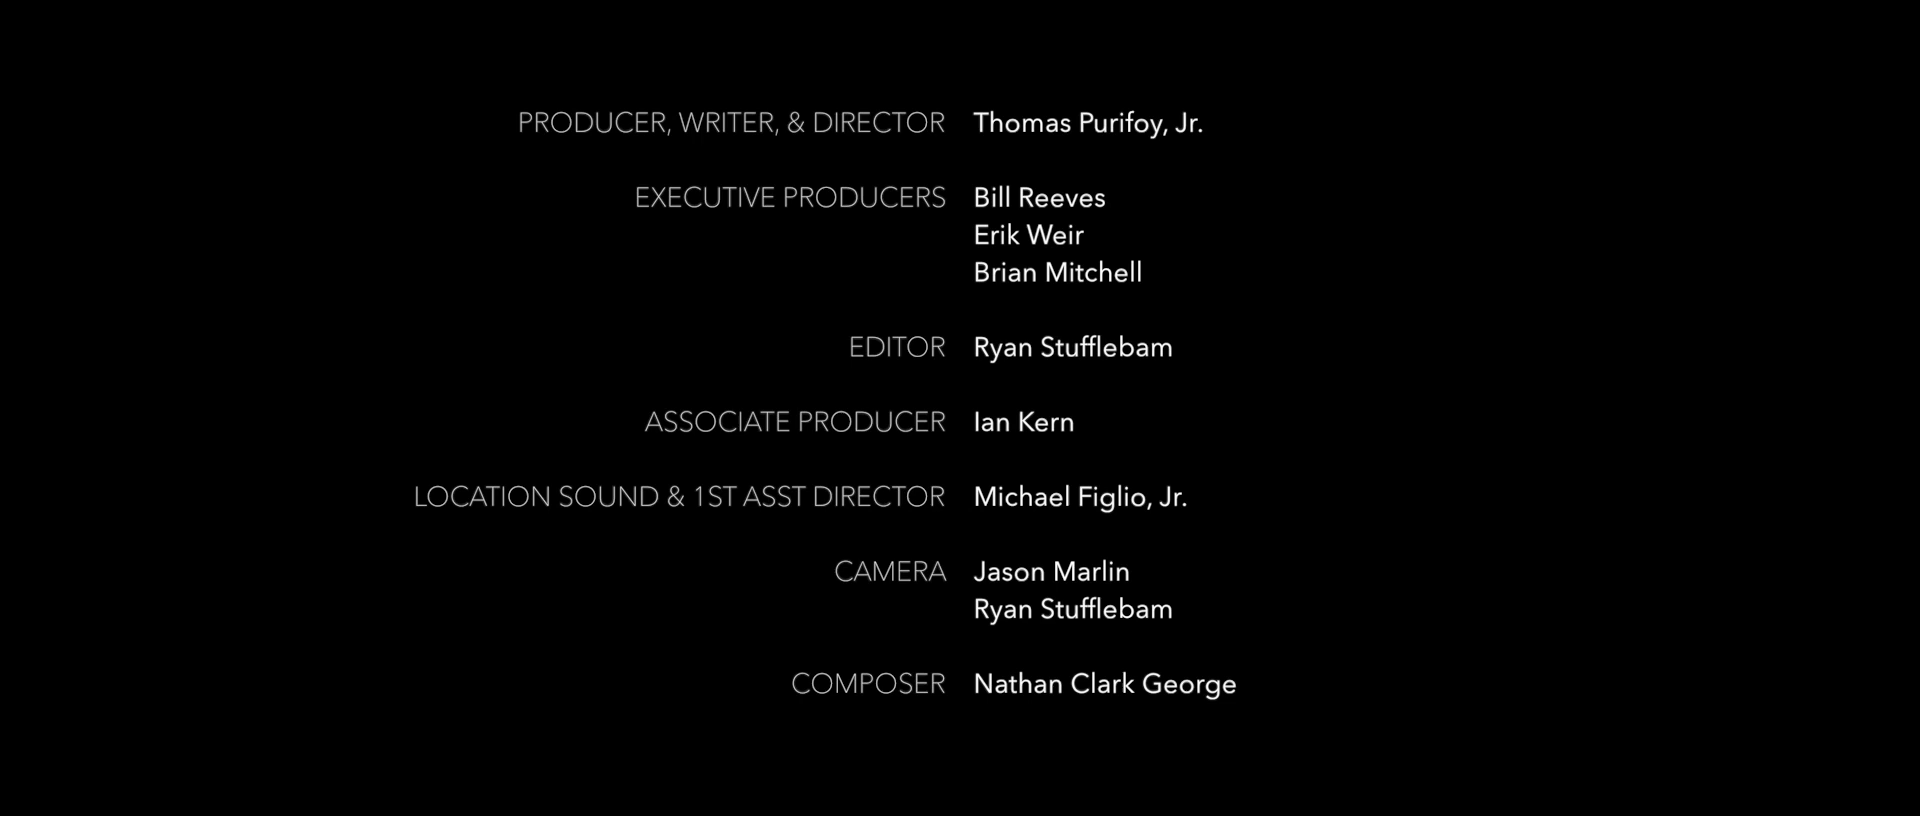 PRODUCER, WRITER, & DIRECTOR Thomas Purifoy, Jr.
EXECUTIVE PRODUCERS Bill Reeves
Erik Weir
Brian Mitchell
EDITOR Ryan Stufflebam
ASSOCIATE PRODUCER Ian Kern
LOCATION SOUND & 1ST ASST DIRECTOR Michael Figlio, Jr.
CAMERA Jason Marlin
Ryan Stufflebam
COMPOSER Nathan Clark George